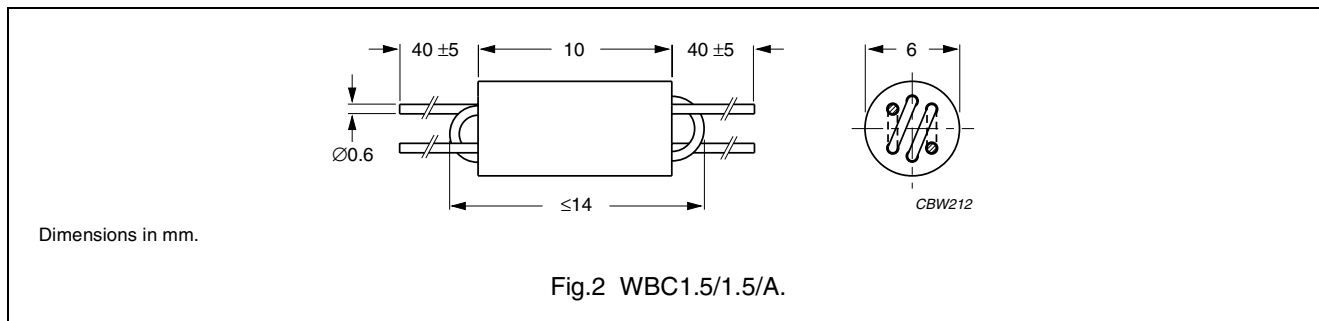 40 ±5
10
40 ±5
6
∅0.6
≤14
CBW212
Dimensions in mm.
Fig.2 WBC1.5/1.5/A.